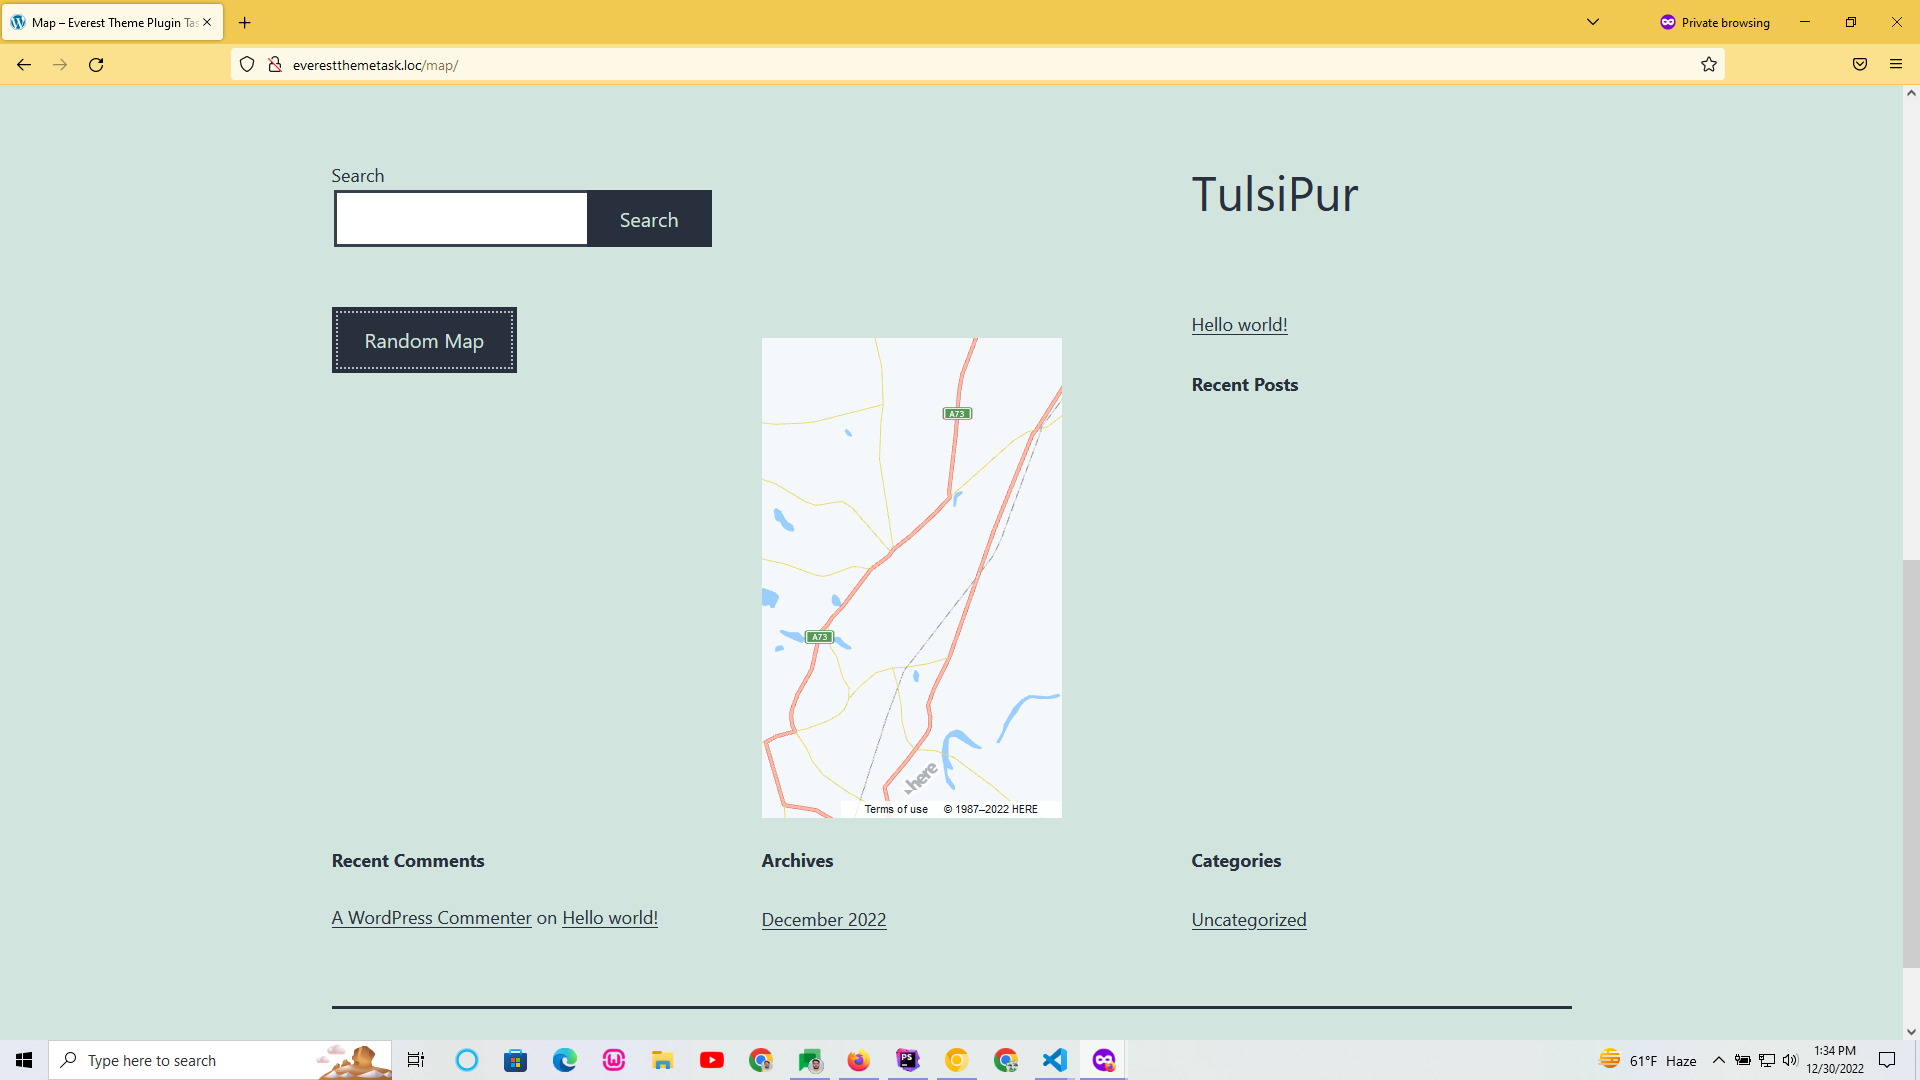 Map – Everest Theme Plugin Tas
Private browsing
everestthemetask.loc/map/
Search
Search
TulsiPur
Random Map
Hello world!
Recent Posts
A73
A73
here
Terms of use © 1987–2022 HERE
Recent Comments
Archives
Categories
A WordPress Commenter on Hello world!
December 2022
Uncategorized
Type here to search
PS
61°F Haze
1:34 PM
12/30/2022